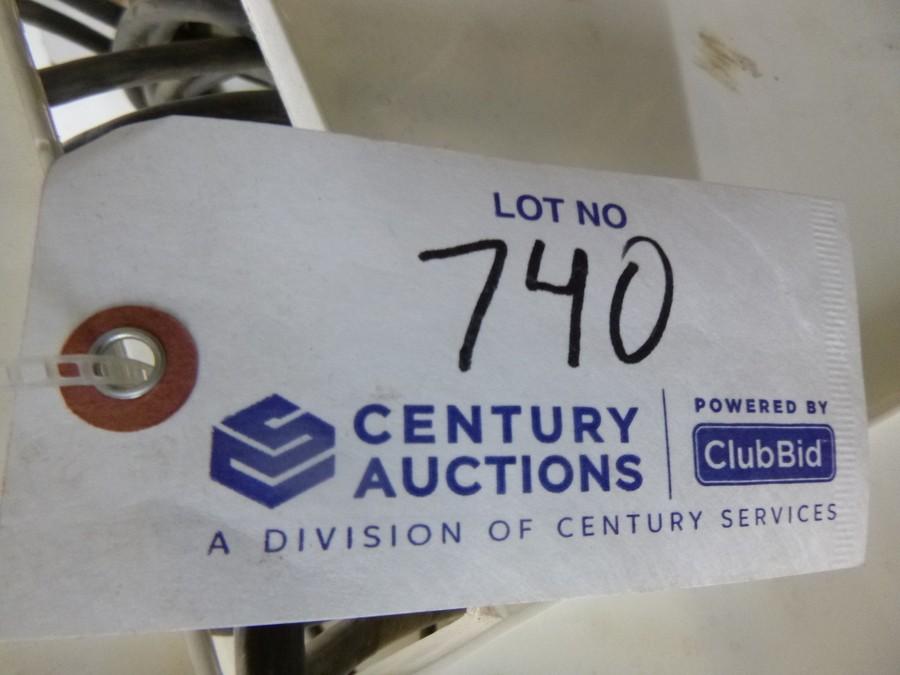 LOT NO
740
CENTURY
AUCTIONS
POWERED BY
ClubBid
A DIVISION OF CENTURY SERVICES